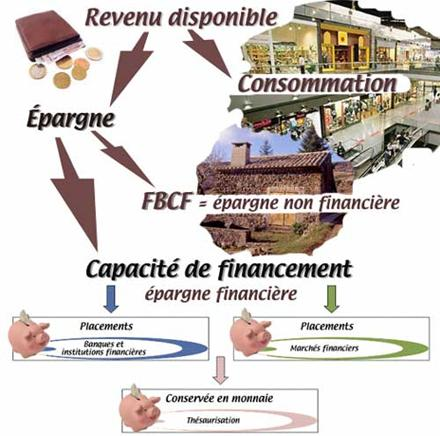 Revenu disponible
Consommation
Épargne
FBCF = épargne non financière
Capacité de financement
épargne financière
Placements
Banques et
institutions financières
Placements
Marchés financiers
Conservée en monnaie
Thésaurisation